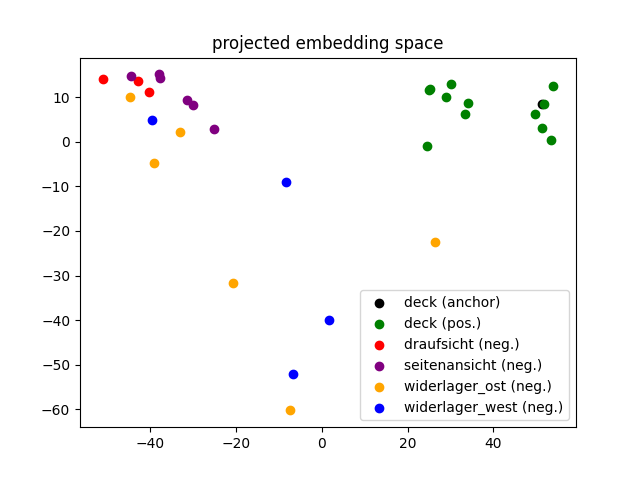 projected embedding space
10
0
−10
−20
−30
−40
−50
−60
−40
−20
0
20
40
deck (anchor)
deck (pos.)
draufsicht (neg.)
seitenansicht (neg.)
widerlager_ost (neg.)
widerlager_west (neg.)